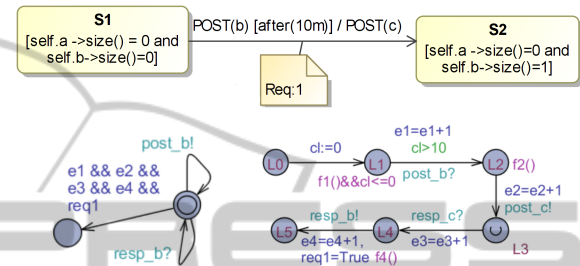 S1
[self.a ->size() = 0 and
self.b->size()=0]
POST(b) [after(10m)] / POST(c)
S2
[self.a ->size()=0 and
self.b->size()=1]
Req:1
post_b!
e1 && e2 &&
e3 && e4 &&
req1
resp_b?
cl:=0
e1=e1+1
cl>10
L0
L1
L2
f2()
f1()&&cl<=0
post_b?
e2=e2+1
post_c!
resp_b!
resp_c?
L5
L4
U
e4=e4+1,
e3=e3+1
L3
req1=True
f4()
PRESS